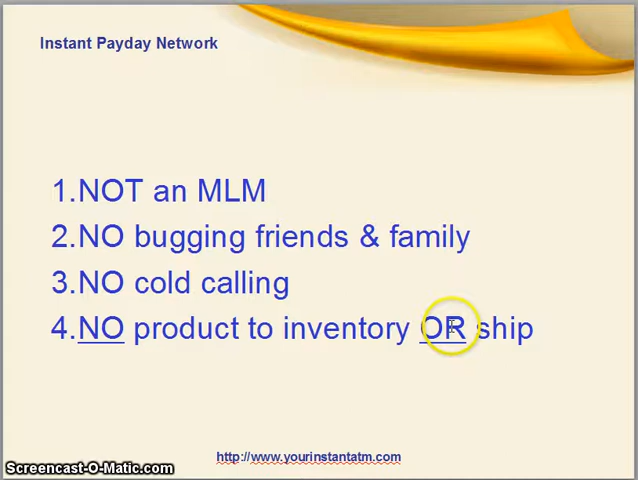 Instant Payday Network
1.NOT an MLM
2.NO bugging friends & family
3.NO cold calling
4.NO product to inventory OR ship
http://www.yourinstantatm.com
Screencast-O-Matic.com